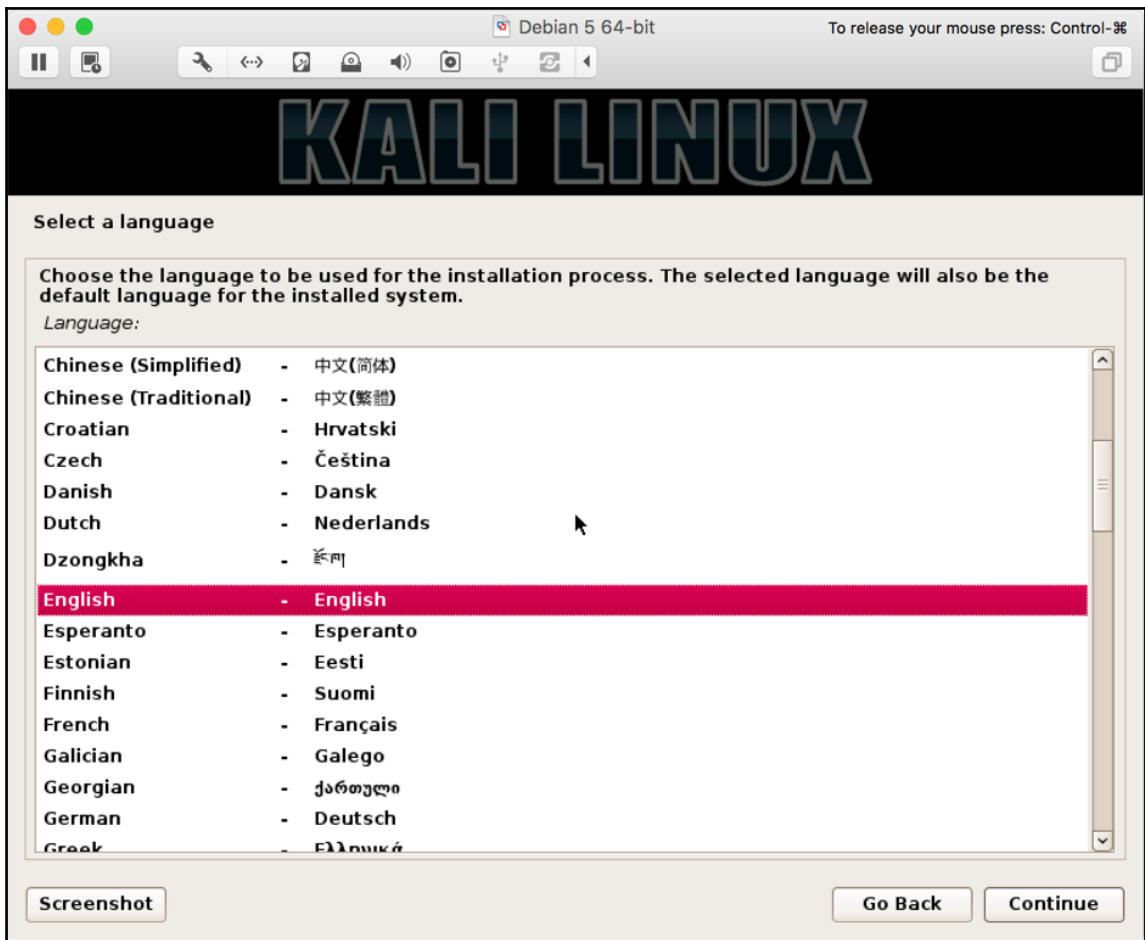 Debian 5 64-bit
To release your mouse press: Control-⌘
KALI LINUX
Select a language
Choose the language to be used for the installation process. The selected language will also be the
default language for the installed system.
Language:
Chinese (Simplified) - 中文(简体)
Chinese (Traditional) - 中文(繁體)
Croatian - Hrvatski
Czech - Čeština
Danish - Dansk
Dutch - Nederlands
Dzongkha - རྫོང་ཁ།
English - English
Esperanto - Esperanto
Estonian - Eesti
Finnish - Suomi
French - Français
Galician - Galego
Georgian - ქართული
German - Deutsch
Greek - Ελληνικά
Screenshot
Go Back
Continue